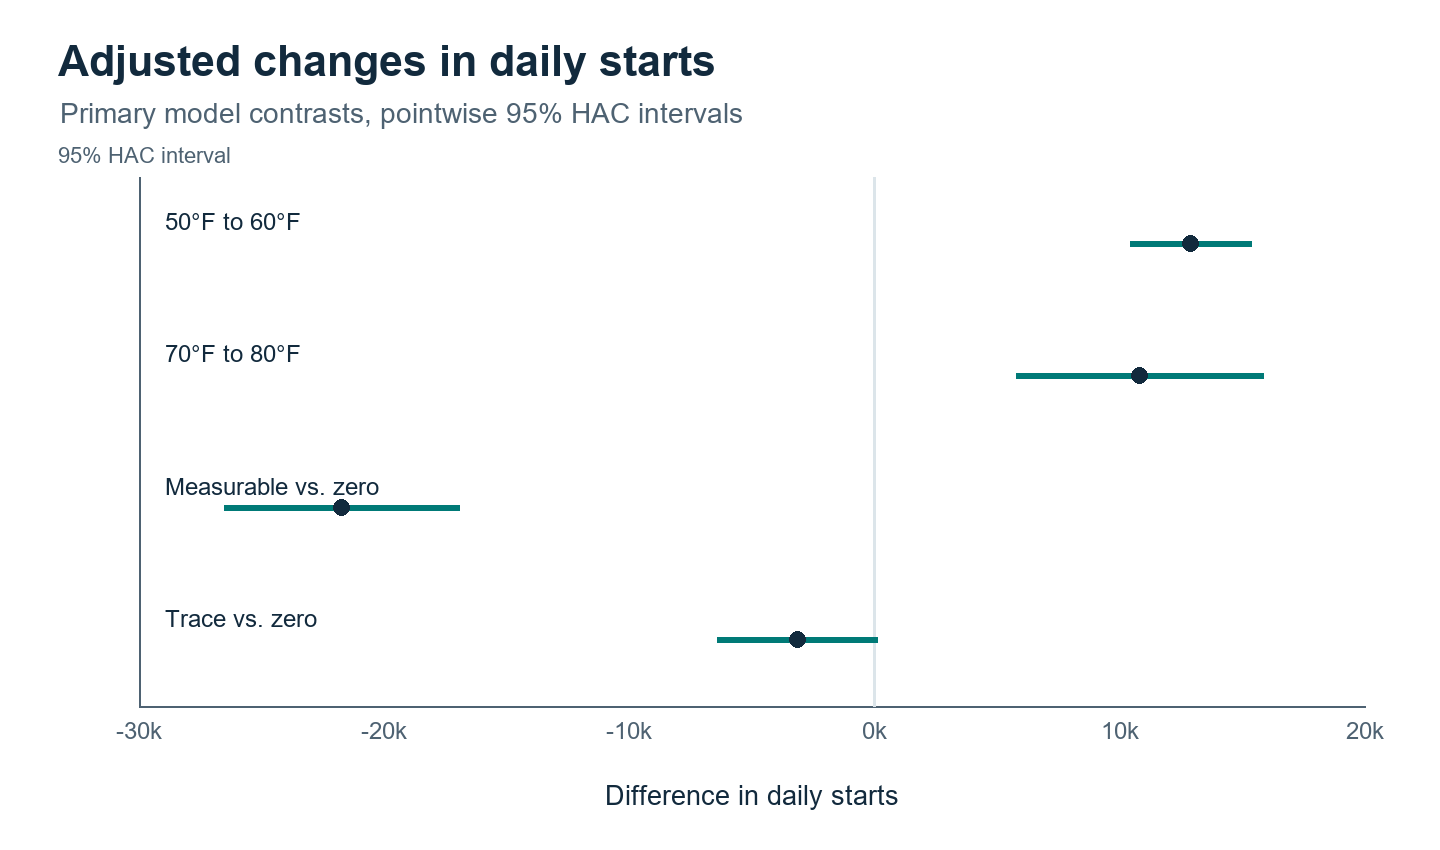 Adjusted changes in daily starts
Primary model contrasts, pointwise 95% HAC intervals
95% HAC interval
50°F to 60°F
70°F to 80°F
Measurable vs. zero
Trace vs. zero
-30k -20k -10k 0k 10k 20k
Difference in daily starts